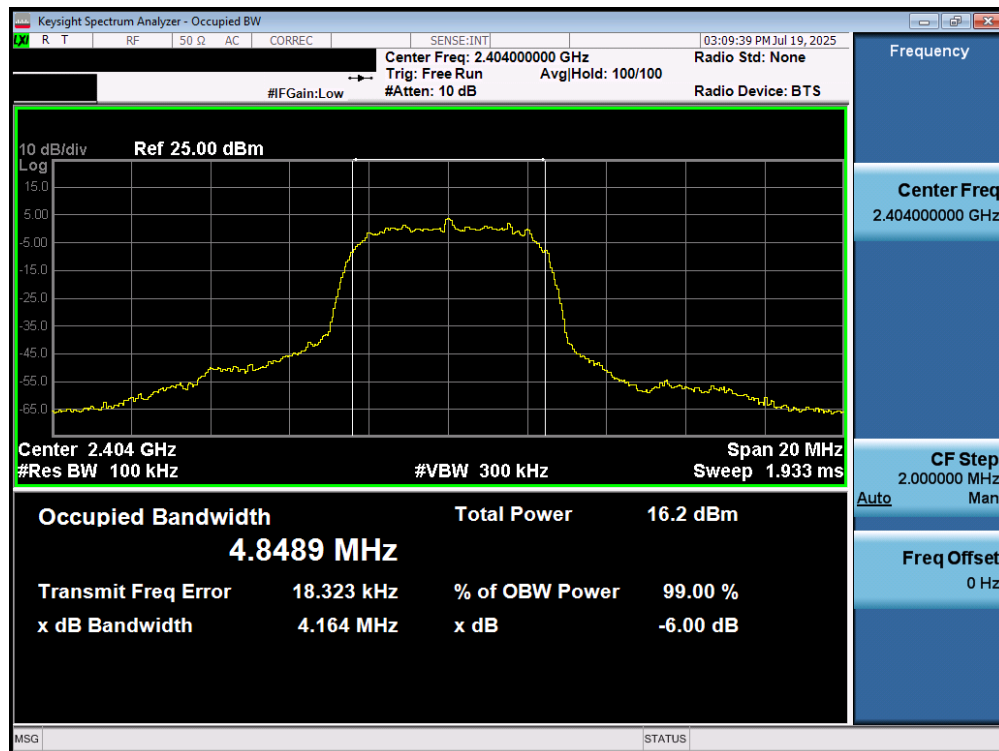 Keysight Spectrum Analyzer - Occupied BW
LXI R T RF 50 Ω AC CORREC SENSE:INT 03:09:39 PM Jul 19, 2025
Center Freq: 2.404000000 GHz Radio Std: None
Trig: Free Run Avg|Hold: 100/100
#IFGain:Low #Atten: 10 dB Radio Device: BTS
10 dB/div Ref 25.00 dBm
Log
15.0
5.00
-5.00
-15.0
-25.0
-35.0
-45.0
-55.0
-65.0
Center 2.404 GHz Span 20 MHz
#Res BW 100 kHz #VBW 300 kHz Sweep 1.933 ms
Occupied Bandwidth Total Power 16.2 dBm
4.8489 MHz
Transmit Freq Error 18.323 kHz % of OBW Power 99.00 %
x dB Bandwidth 4.164 MHz x dB -6.00 dB
Frequency
Center Freq
2.404000000 GHz
CF Step
2.000000 MHz
Auto Man
Freq Offset
0 Hz
MSG STATUS